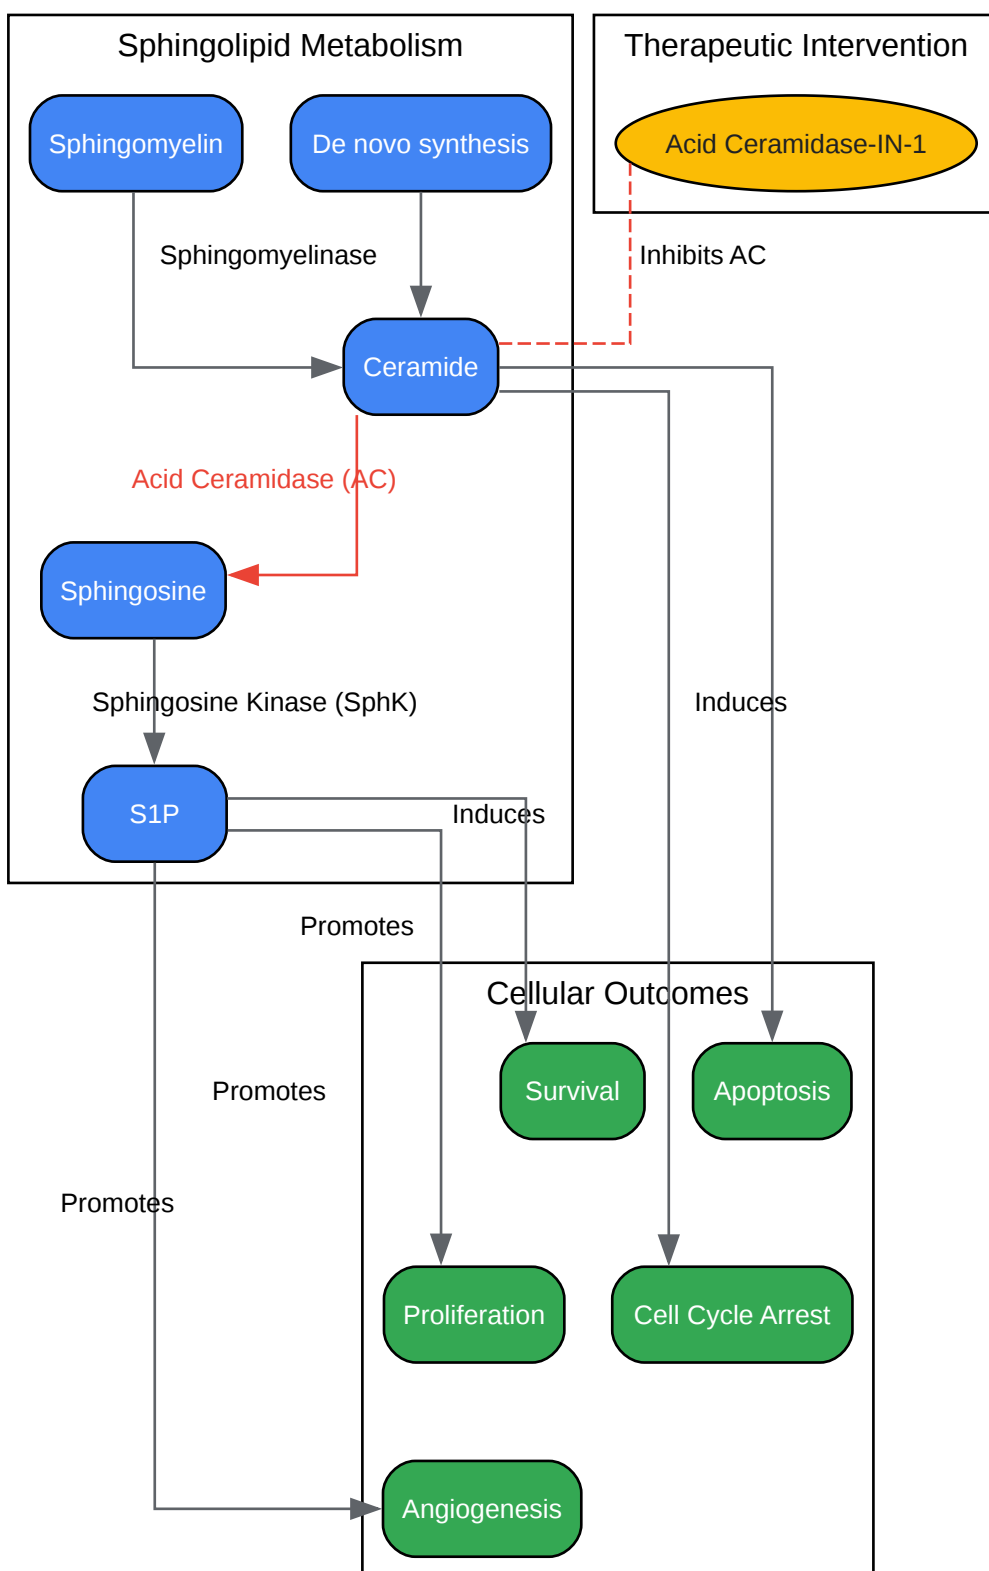 Sphingolipid Metabolism
Therapeutic Intervention
Sphingomyelin
De novo synthesis
Acid Ceramidase-IN-1
Sphingomyelinase
Inhibits AC
Ceramide
Acid Ceramidase (AC)
Sphingosine
Sphingosine Kinase (SphK)
Induces
S1P
Induces
Promotes
Cellular Outcomes
Promotes
Survival
Apoptosis
Promotes
Proliferation
Cell Cycle Arrest
Angiogenesis